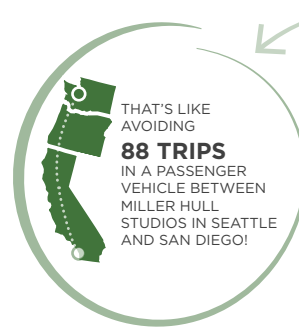 THAT'S LIKE
AVOIDING
88 TRIPS
IN A PASSENGER
VEHICLE BETWEEN
MILLER HULL
STUDIOS IN SEATTLE
AND SAN DIEGO!